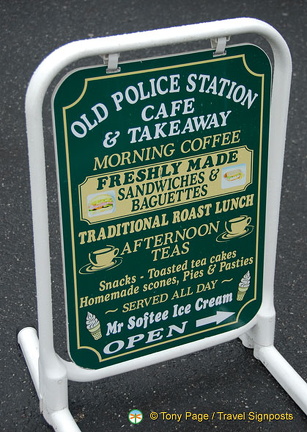 OLD POLICE STATION
CAFE
& TAKEAWAY
MORNING COFFEE
FRESHLY MADE
SANDWICHES &
BAGUETTES
TRADITIONAL ROAST LUNCH
AFTERNOON
TEAS
Snacks - Toasted tea cakes
Homemade scones, Pies & Pasties
~ SERVED ALL DAY ~
Mr Softee Ice Cream
OPEN
© Tony Page / Travel Signposts